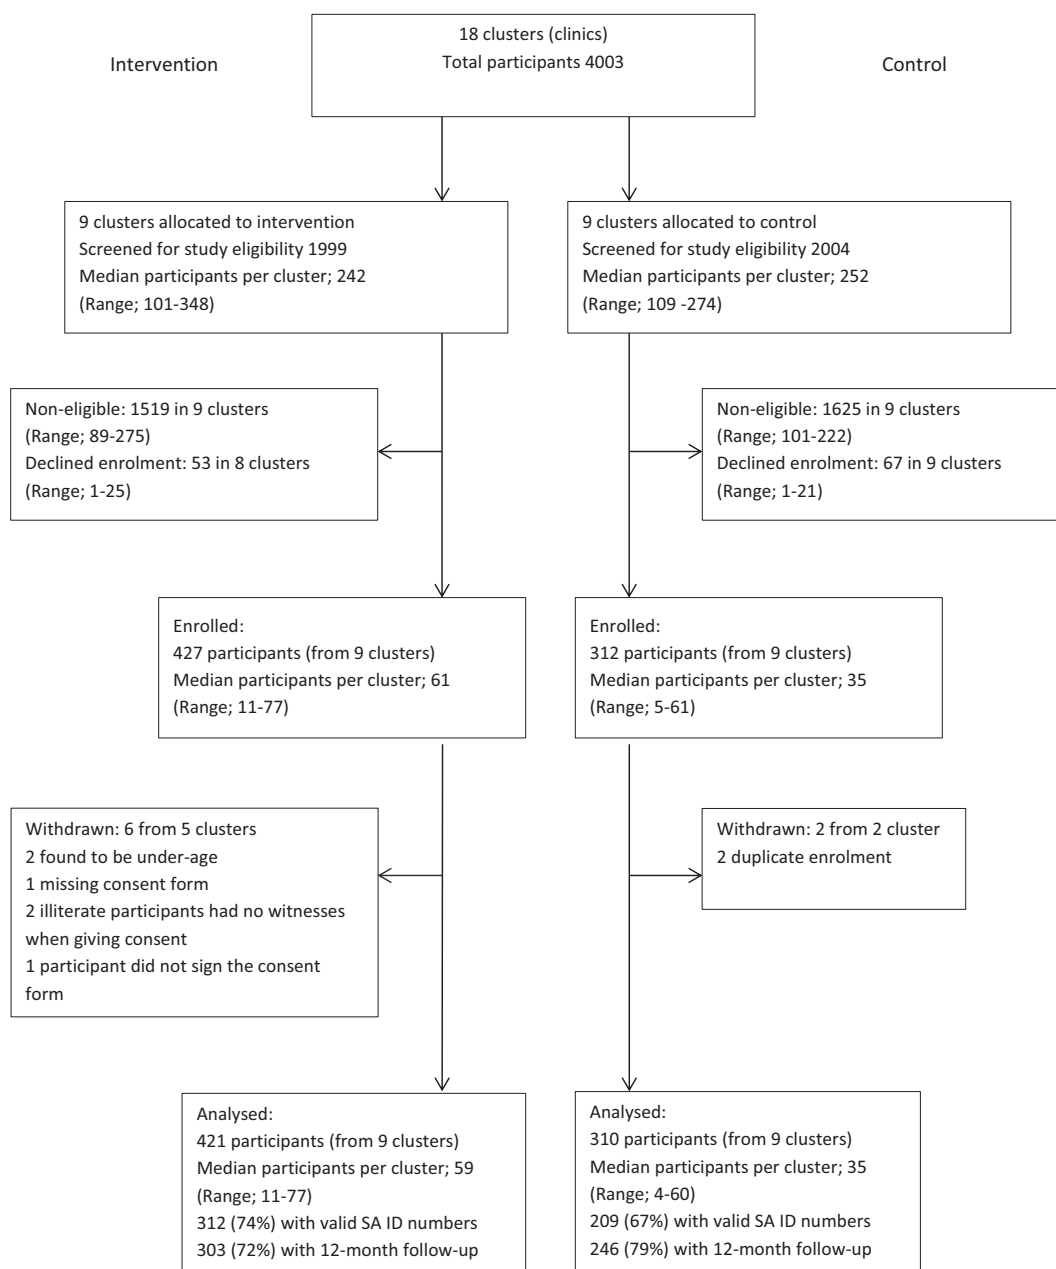 18 clusters (clinics)
Total participants 4003
Intervention
Control
9 clusters allocated to intervention
Screened for study eligibility 1999
Median participants per cluster; 242
(Range; 101-348)
9 clusters allocated to control
Screened for study eligibility 2004
Median participants per cluster; 252
(Range; 109 -274)
Non-eligible: 1519 in 9 clusters
(Range; 89-275)
Declined enrolment: 53 in 8 clusters
(Range; 1-25)
Non-eligible: 1625 in 9 clusters
(Range; 101-222)
Declined enrolment: 67 in 9 clusters
(Range; 1-21)
Enrolled:
427 participants (from 9 clusters)
Median participants per cluster; 61
(Range; 11-77)
Enrolled:
312 participants (from 9 clusters)
Median participants per cluster; 35
(Range; 5-61)
Withdrawn: 6 from 5 clusters
2 found to be under-age
1 missing consent form
2 illiterate participants had no witnesses
when giving consent
1 participant did not sign the consent
form
Withdrawn: 2 from 2 cluster
2 duplicate enrolment
Analysed:
421 participants (from 9 clusters)
Median participants per cluster; 59
(Range; 11-77)
312 (74%) with valid SA ID numbers
303 (72%) with 12-month follow-up
Analysed:
310 participants (from 9 clusters)
Median participants per cluster; 35
(Range; 4-60)
209 (67%) with valid SA ID numbers
246 (79%) with 12-month follow-up